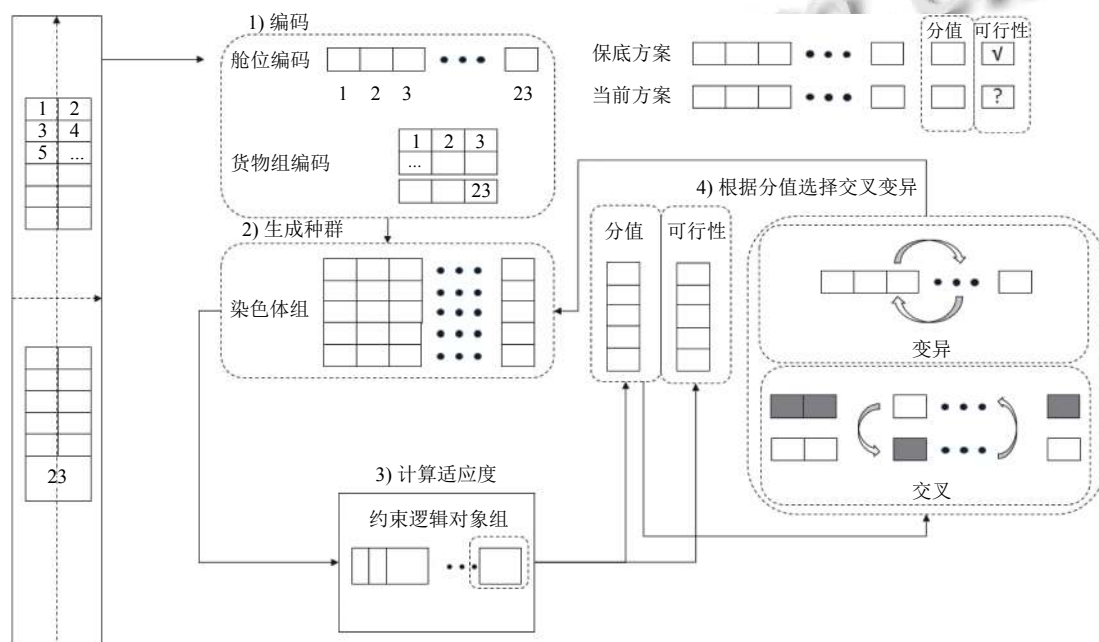 1) 编码
舱位编码
1 2 3 23
货物组编码
1 2 3
...
23
1 2
3 4
5 ...
23
分值 可行性
保底方案 √
当前方案 ?
2) 生成种群
染色体组
分值 可行性
3) 计算适应度
约束逻辑对象组
4) 根据分值选择交叉变异
变异
交叉